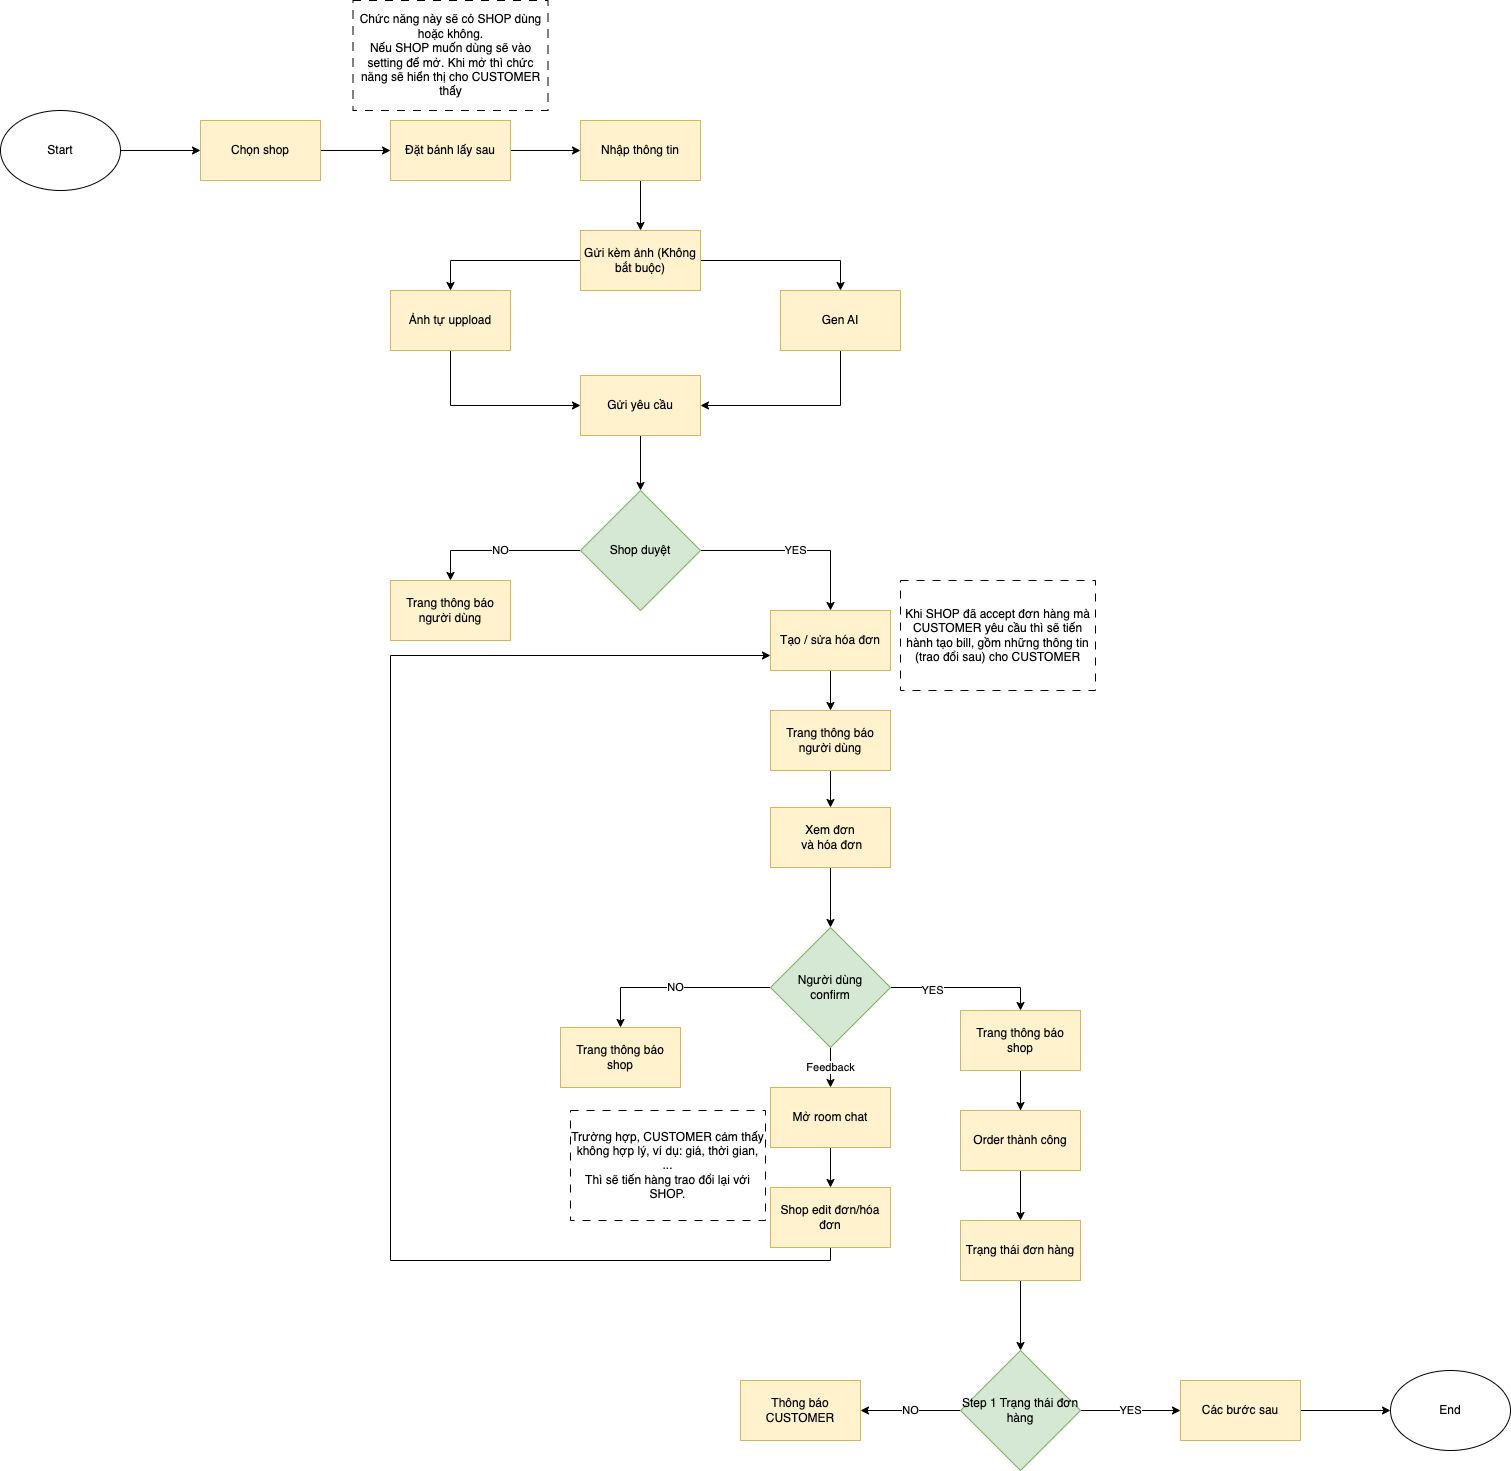 Chức năng này sẽ có SHOP dùng
hoặc không.
Nếu SHOP muốn dùng sẽ vào
setting để mở. Khi mở thì chức
năng sẽ hiển thị cho CUSTOMER
thấy
Start
Chọn shop
Đặt bánh lấy sau
Nhập thông tin
Gửi kèm ảnh (Không
bắt buộc)
Ảnh tự uppload
Gen AI
Gửi yêu cầu
Shop duyệt
NO
YES
Trang thông báo
người dùng
Tạo / sửa hóa đơn
Khi SHOP đã accept đơn hàng mà
CUSTOMER yêu cầu thì sẽ tiến
hành tạo bill, gồm những thông tin
(trao đổi sau) cho CUSTOMER
Trang thông báo
người dùng
Xem đơn
và hóa đơn
Người dùng
confirm
NO
YES
Feedback
Trang thông báo
shop
Trang thông báo
shop
Mở room chat
Trường hợp, CUSTOMER cảm thấy
không hợp lý, ví dụ: giá, thời gian,
...
Thì sẽ tiến hàng trao đổi lại với
SHOP.
Order thành công
Shop edit đơn/hóa
đơn
Trạng thái đơn hàng
Step 1 Trạng thái đơn
hàng
NO
YES
Thông báo
CUSTOMER
Các bước sau
End